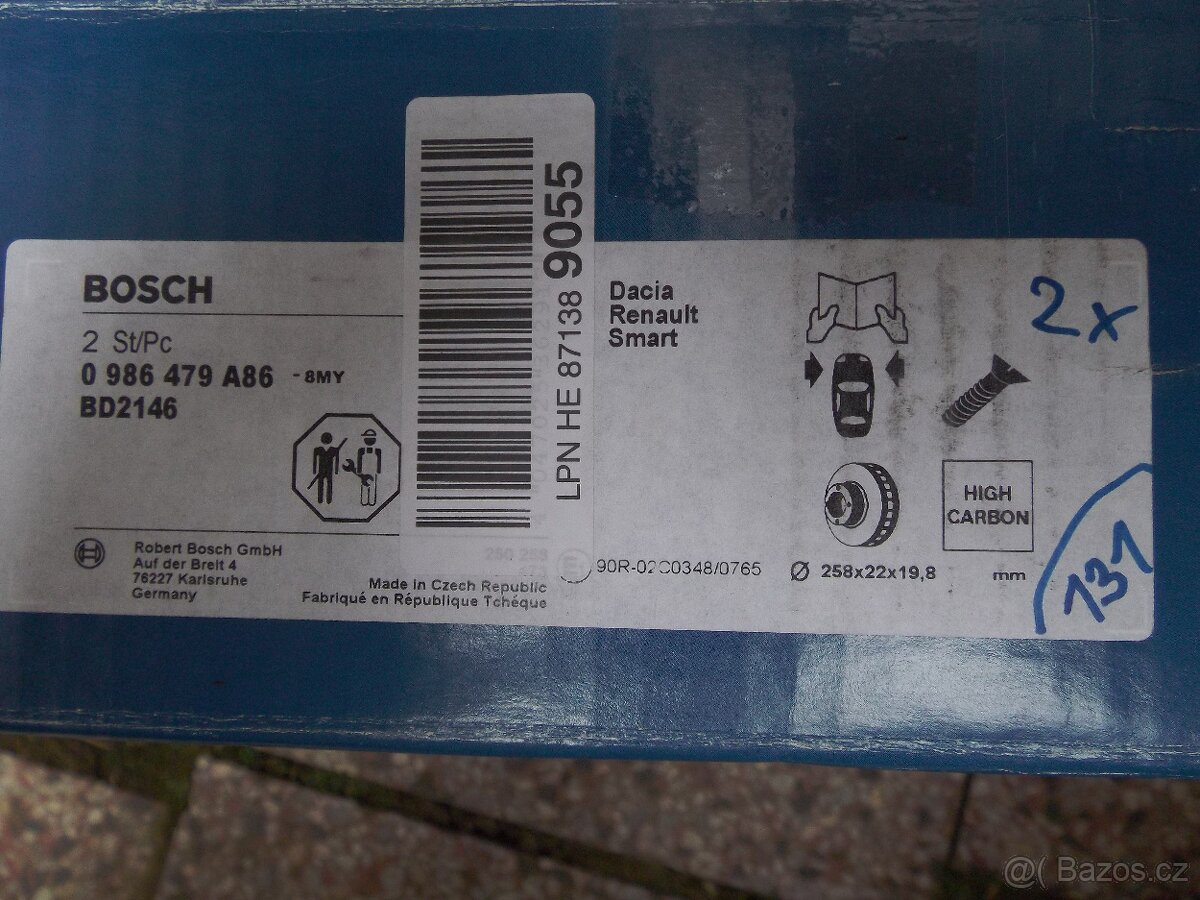 BOSCH
2 St/Pc
0 986 479 A86 - 8MY
BD2146
Robert Bosch GmbH
Auf der Breit 4
76227 Karlsruhe
Germany
Made in Czech Republic
Fabriqué en République Tchéque
LPN HE 87138 9055
Dacia
Renault
Smart
90R-02C0348/0765
Ø 258x22x19,8 mm
HIGH
CARBON
2x
131
@( Bazos.cz